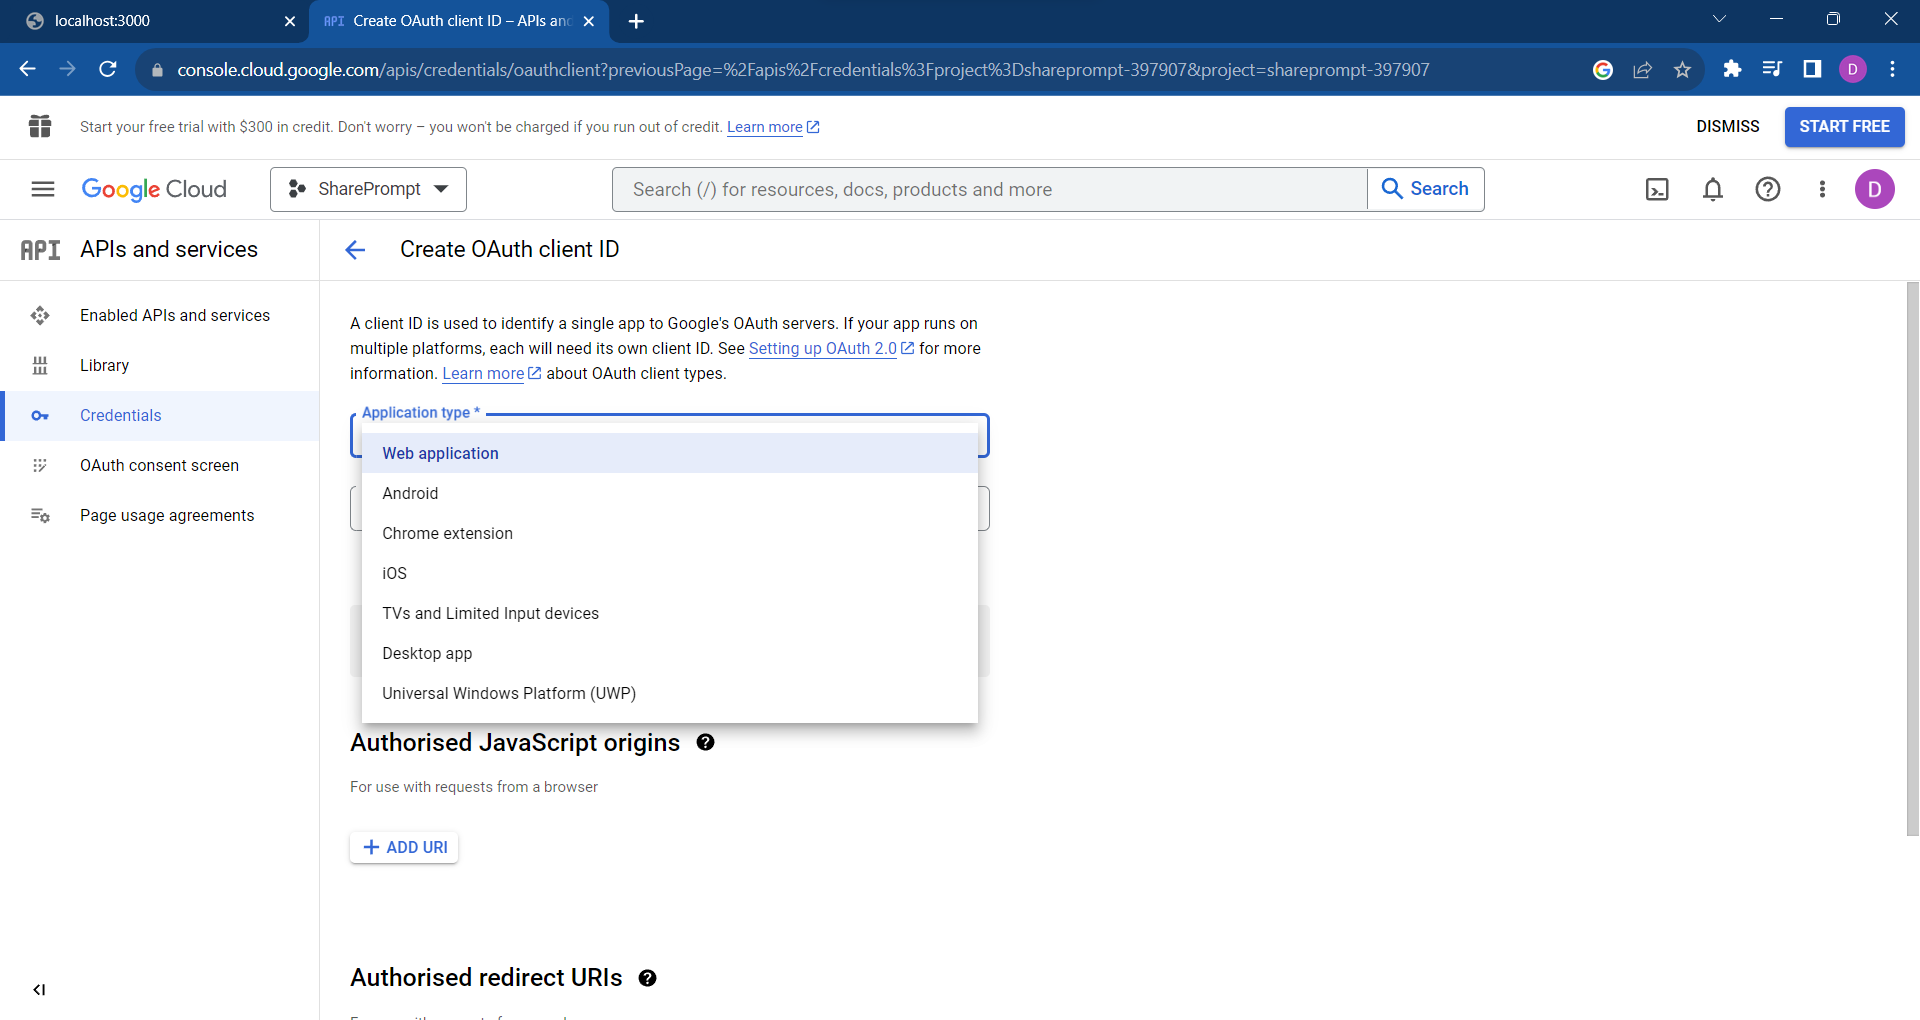 localhost:3000
API Create OAuth client ID – APIs and
console.cloud.google.com/apis/credentials/oauthclient?previousPage=%2Fapis%2Fcredentials%3Fproject%3Dshareprompt-397907&project=shareprompt-397907
D
Start your free trial with $300 in credit. Don't worry – you won't be charged if you run out of credit. Learn more
DISMISS
START FREE
Google Cloud
SharePrompt
Search (/) for resources, docs, products and more
Search
D
API APIs and services
Create OAuth client ID
Enabled APIs and services
Library
Credentials
OAuth consent screen
Page usage agreements
A client ID is used to identify a single app to Google's OAuth servers. If your app runs on
multiple platforms, each will need its own client ID. See Setting up OAuth 2.0 for more
information. Learn more about OAuth client types.
Application type *
Web application
Android
Chrome extension
iOS
TVs and Limited Input devices
Desktop app
Universal Windows Platform (UWP)
Authorised JavaScript origins
For use with requests from a browser
+ ADD URI
Authorised redirect URIs